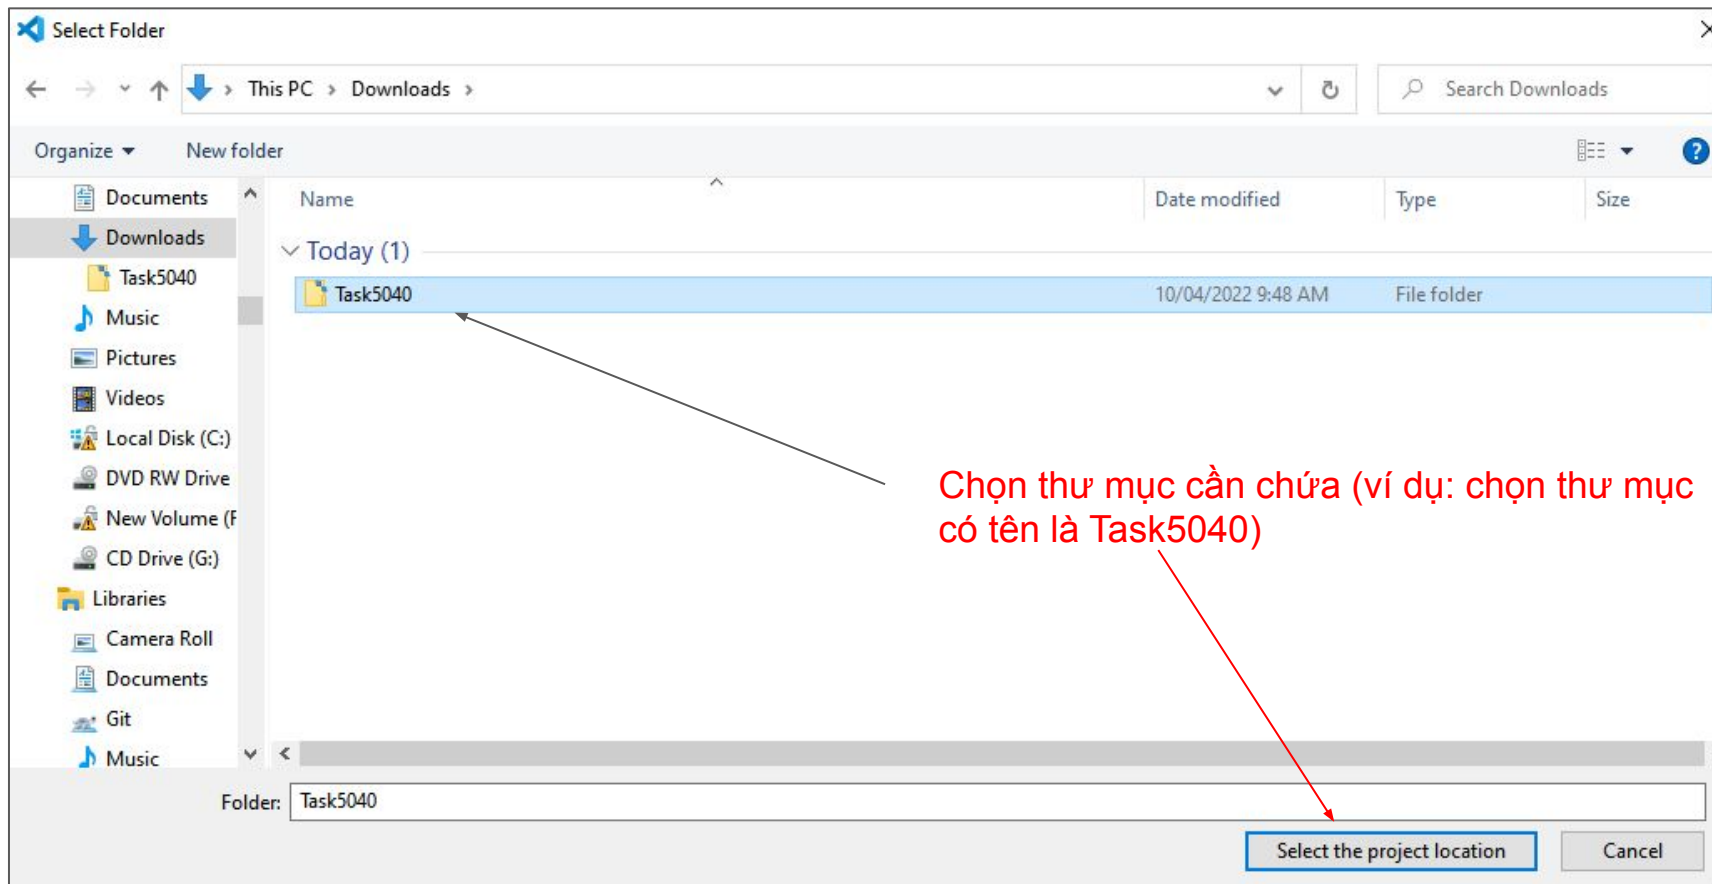 Select Folder
This PC > Downloads >
Search Downloads
Organize
New folder
Documents
Downloads
Task5040
Music
Pictures
Videos
Local Disk (C:)
DVD RW Drive
New Volume (F
CD Drive (G:)
Libraries
Camera Roll
Documents
Git
Music
Name
Date modified
Type
Size
Today (1)
Task5040
10/04/2022 9:48 AM
File folder
Chọn thư mục cần chứa (ví dụ: chọn thư mục
có tên là Task5040)
Folder:
Task5040
Select the project location
Cancel